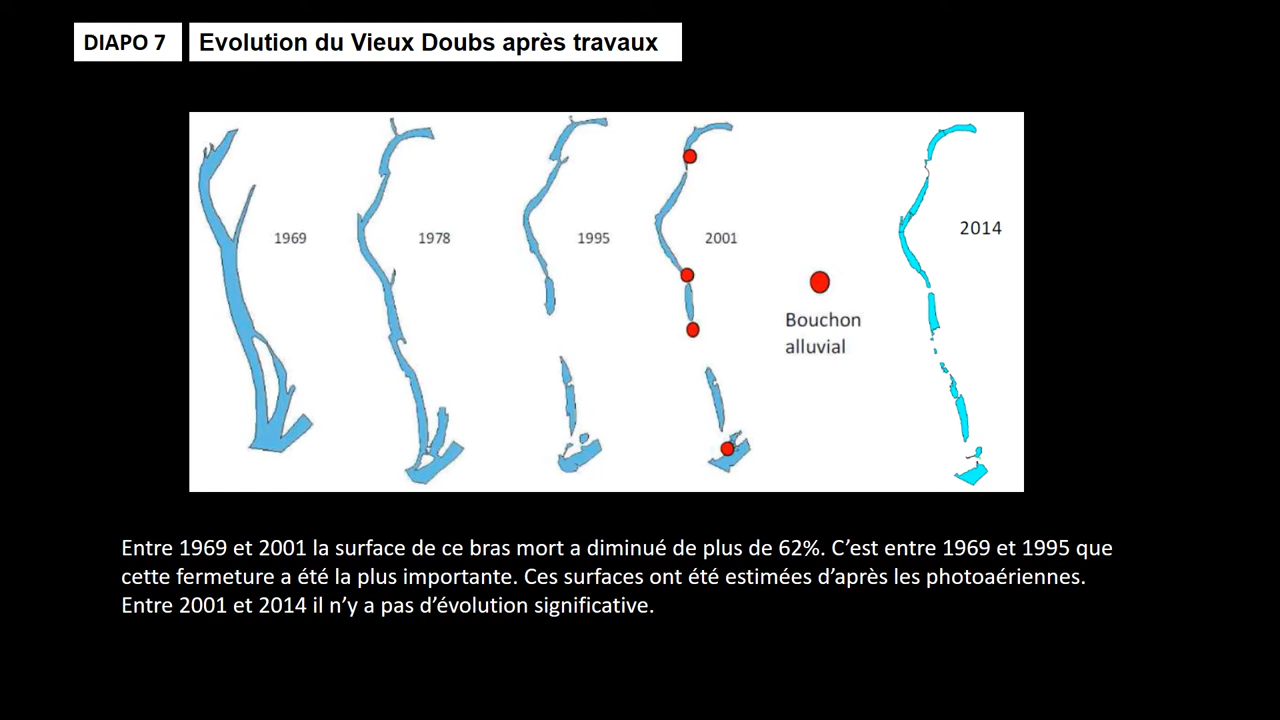 DIAPO 7
Evolution du Vieux Doubs après travaux
1969
1978
1995
2001
2014
Bouchon
alluvial
Entre 1969 et 2001 la surface de ce bras mort a diminué de plus de 62%. C’est entre 1969 et 1995 que
cette fermeture a été la plus importante. Ces surfaces ont été estimées d’après les photoaériennes.
Entre 2001 et 2014 il n’y a pas d’évolution significative.